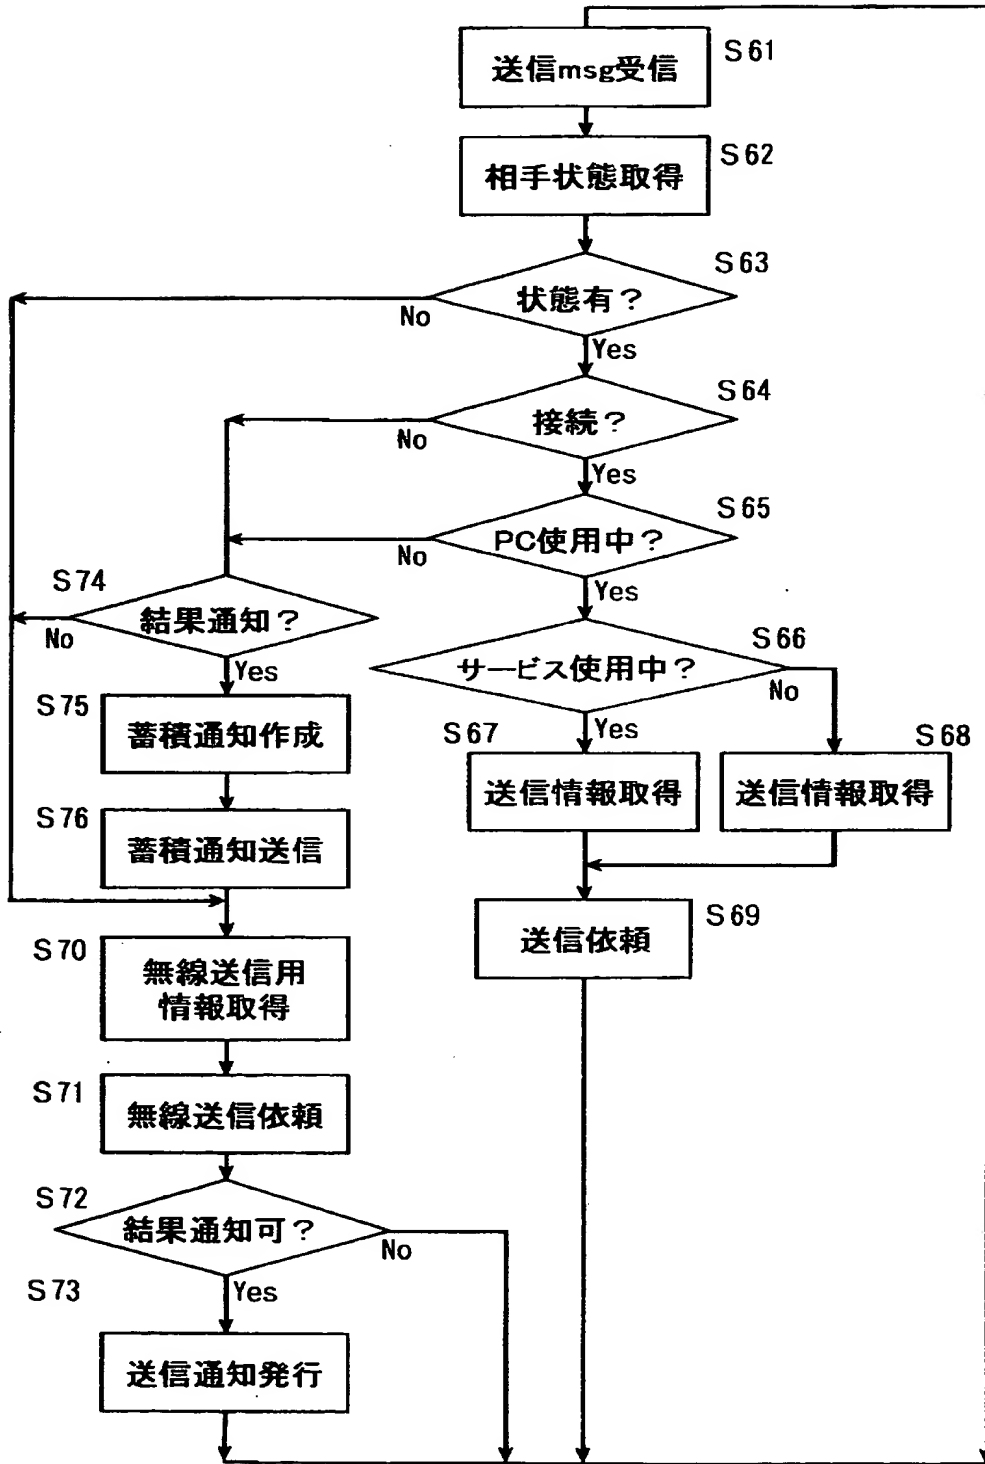 送信msg受信
S61
相手状態取得
S62
状態有？
S63
No
Yes
接続？
S64
No
Yes
PC使用中？
S65
No
Yes
結果通知？
S74
No
Yes
サービス使用中？
S66
No
Yes
蓄積通知作成
S75
送信情報取得
S67
送信情報取得
S68
蓄積通知送信
S76
送信依頼
S69
無線送信用
情報取得
S70
無線送信依頼
S71
結果通知可？
S72
No
Yes
送信通知発行
S73